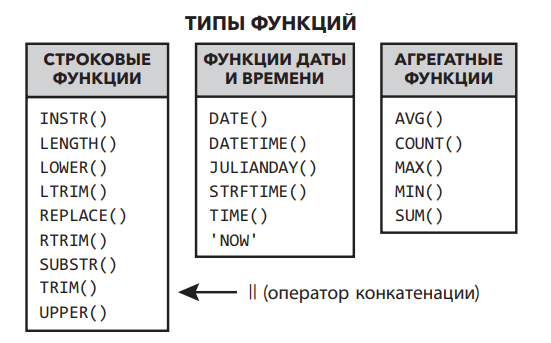 ТИПЫ ФУНКЦИЙ
СТРОКОВЫЕ
ФУНКЦИИ
INSTR()
LENGTH()
LOWER()
LTRIM()
REPLACE()
RTRIM()
SUBSTR()
TRIM()
UPPER()
ФУНКЦИИ ДАТЫ
И ВРЕМЕНИ
DATE()
DATETIME()
JULIANDAY()
STRFTIME()
TIME()
'NOW'
АГРЕГАТНЫЕ
ФУНКЦИИ
AVG()
COUNT()
MAX()
MIN()
SUM()
|| (оператор конкатенации)